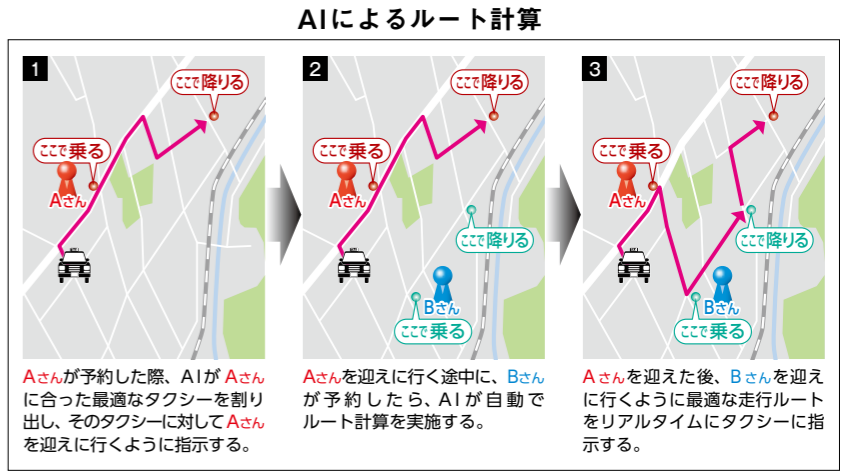 AIによるルート計算
1
ここで降りる
ここで乗る
Aさん
Aさんが予約した際、AIがAさん
に合った最適なタクシーを割り
出し、そのタクシーに対してAさん
を迎えに行くように指示する。
2
ここで降りる
ここで乗る
Aさん
ここで降りる
Bさん
ここで乗る
Aさんを迎えに行く途中に、Bさん
が予約したら、AIが自動で
ルート計算を実施する。
3
ここで降りる
ここで乗る
Aさん
ここで降りる
Bさん
ここで乗る
Aさんを迎えた後、Bさんを迎え
に行くように最適な走行ルート
をリアルタイムにタクシーに指
示する。